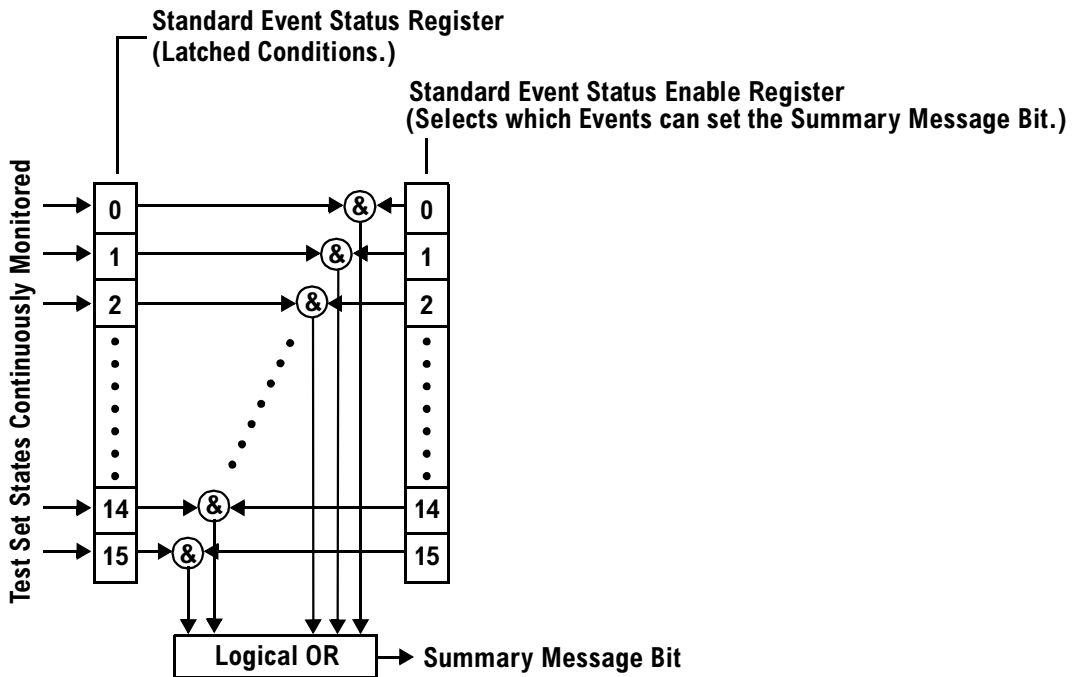 Standard Event Status Register
(Latched Conditions.)
Standard Event Status Enable Register
(Selects which Events can set the Summary Message Bit.)
Test Set States Continuously Monitored
0 & 0
1 & 1
2 & 2
14 & 14
15 & 15
Logical OR
Summary Message Bit